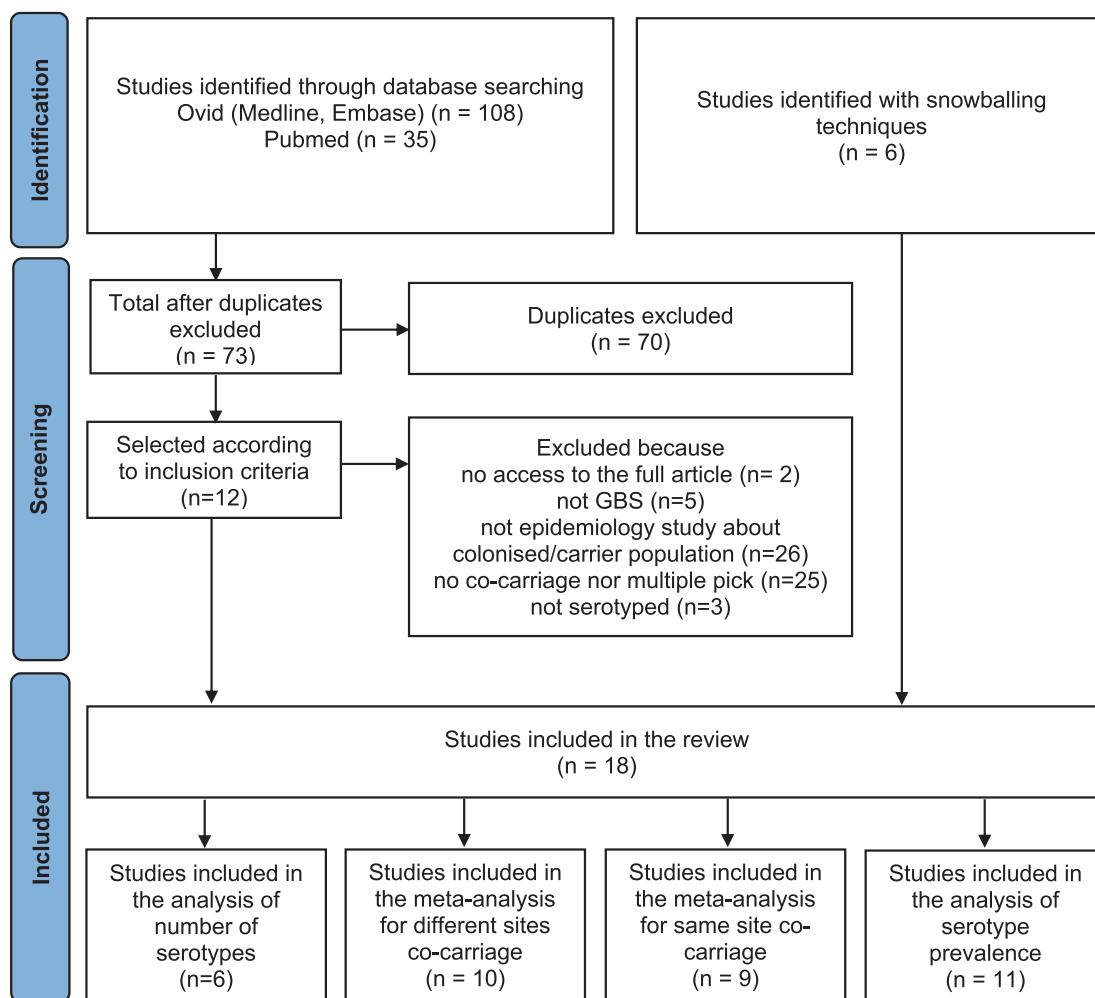 Identification
Studies identified through database searching
Ovid (Medline, Embase) (n = 108)
Pubmed (n = 35)
Studies identified with snowballing
techniques
(n = 6)
Screening
Total after duplicates
excluded
(n = 73)
Duplicates excluded
(n = 70)
Selected according
to inclusion criteria
(n=12)
Excluded because
no access to the full article (n= 2)
not GBS (n=5)
not epidemiology study about
colonised/carrier population (n=26)
no co-carriage nor multiple pick (n=25)
not serotyped (n=3)
Included
Studies included in the review
(n = 18)
Studies included in
the analysis of
number of
serotypes
(n=6)
Studies included in
the meta-analysis
for different sites
co-carriage
(n = 10)
Studies included in
the meta-analysis
for same site co-
carriage
(n = 9)
Studies included in
the analysis of
serotype
prevalence
(n = 11)